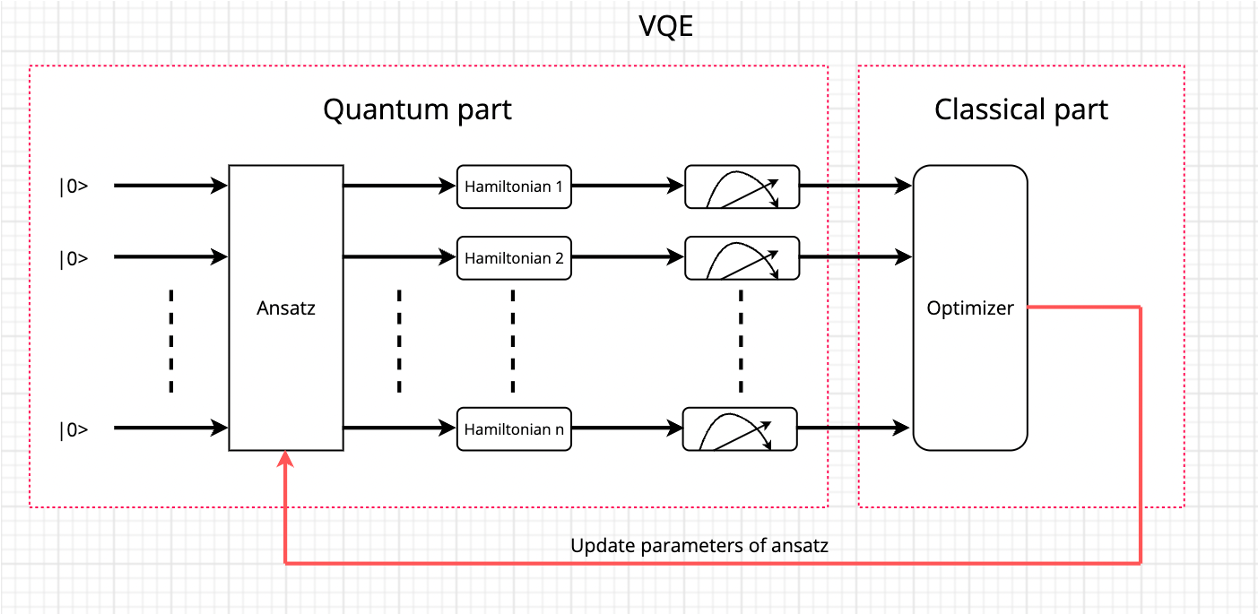 VQE
Quantum part
Classical part
|0>
Hamiltonian 1
|0>
Hamiltonian 2
Ansatz
Optimizer
|0>
Hamiltonian n
Update parameters of ansatz